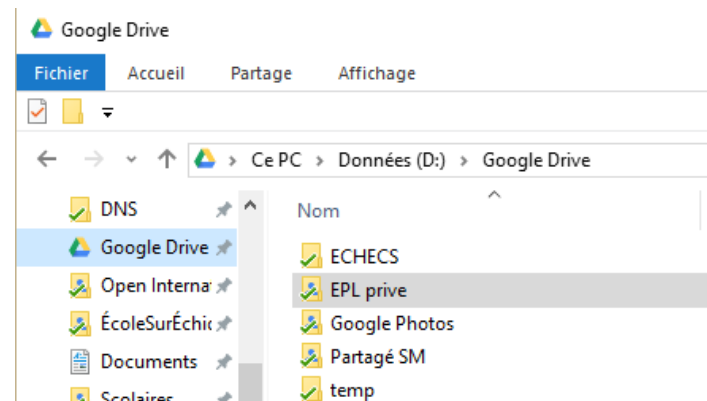 Google Drive
Fichier Accueil Partage Affichage
Ce PC > Données (D:) > Google Drive
Nom
DNS
Google Drive
Open Interna
ÉcoleSurÉchic
Documents
Scolaires
ECHECS
EPL prive
Google Photos
Partagé SM
temp